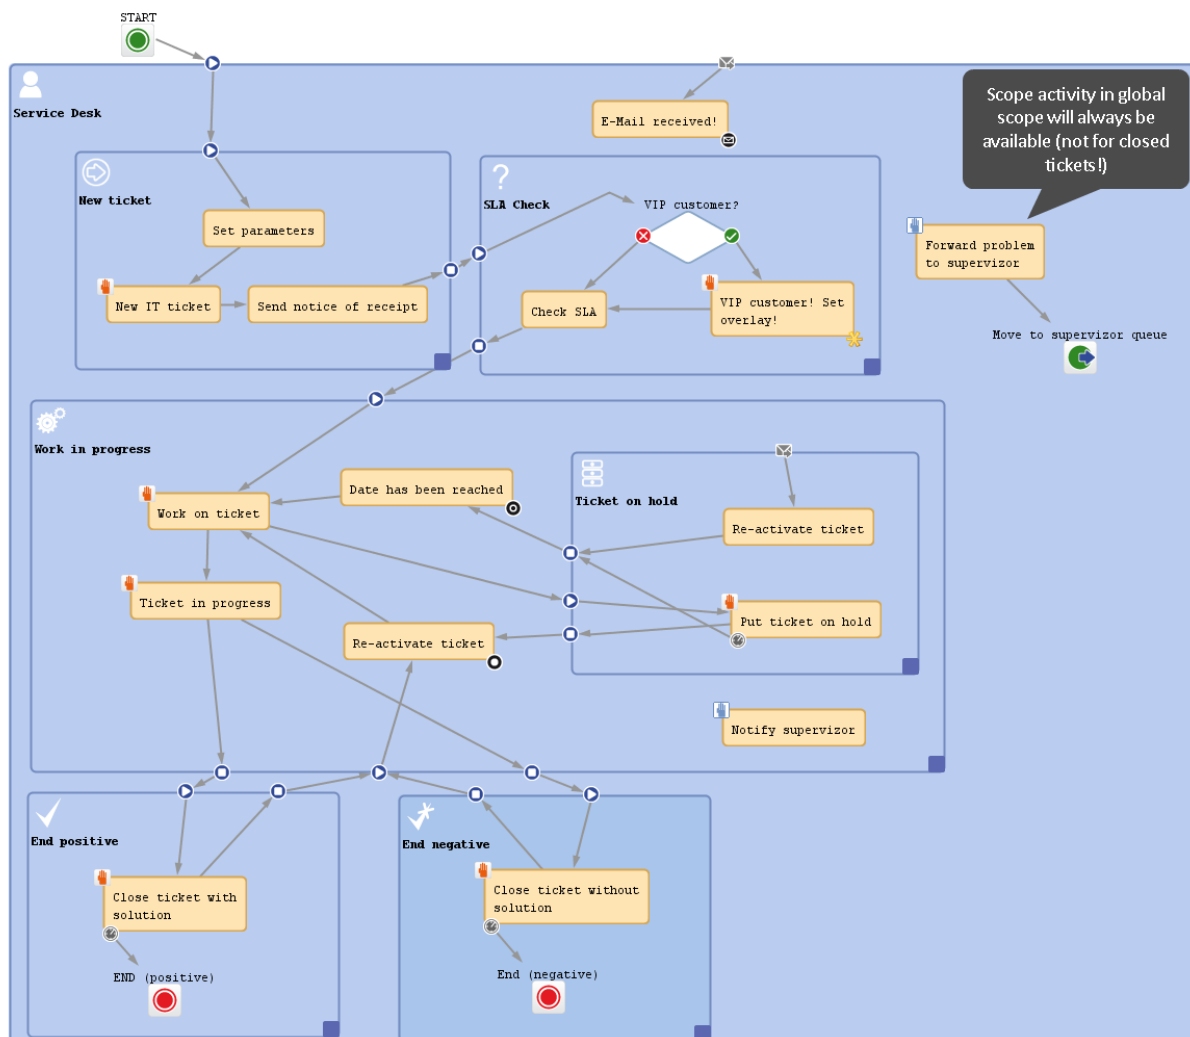 START
Service Desk
E-Mail received!
Scope activity in global
scope will always be
available (not for closed
tickets!)
New ticket
Set parameters
New IT ticket
Send notice of receipt
SLA Check
VIP customer?
Check SLA
VIP customer! Set
overlay!
Forward problem
to supervizor
Move to supervizor queue
Work in progress
Work on ticket
Date has been reached
Ticket on hold
Re-activate ticket
Ticket in progress
Put ticket on hold
Re-activate ticket
Notify supervizor
End positive
Close ticket with
solution
END (positive)
End negative
Close ticket without
solution
End (negative)